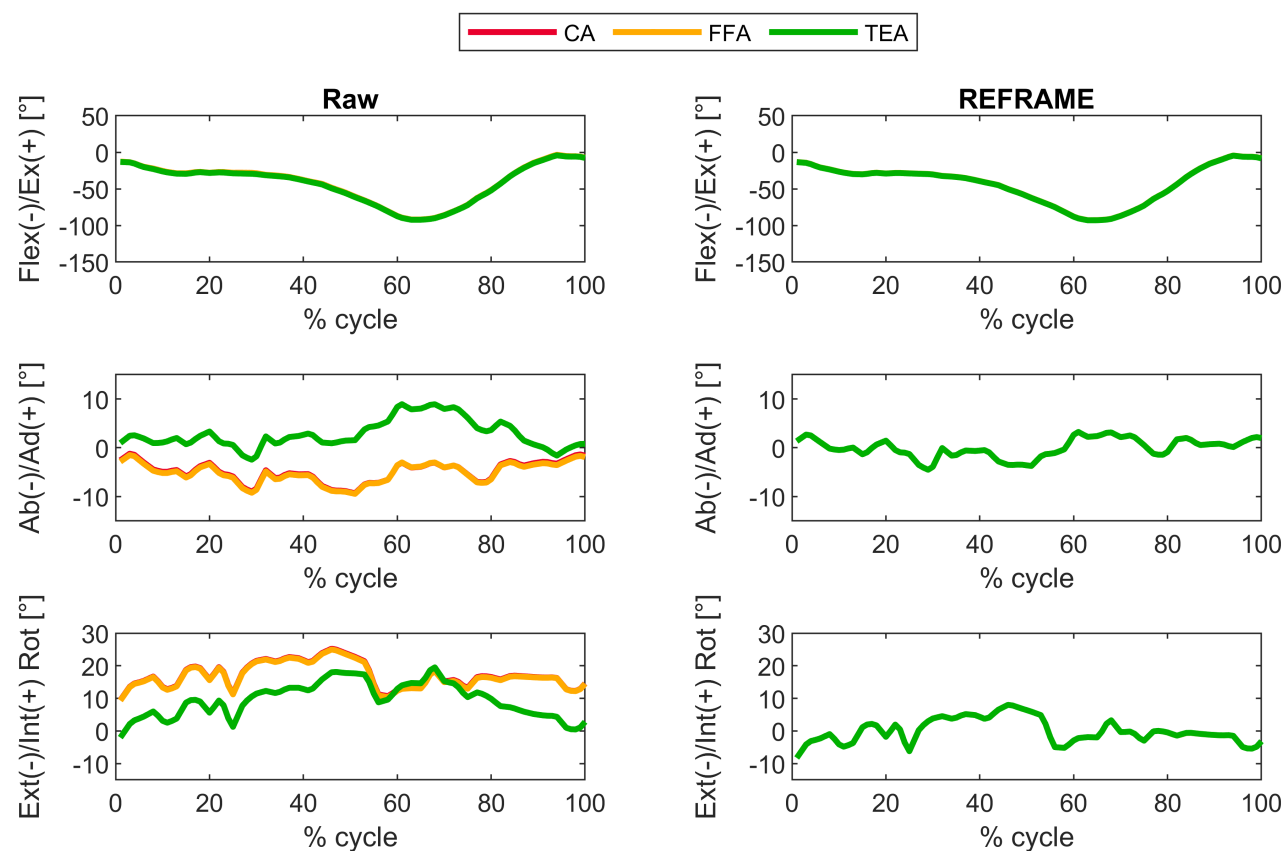 CA FFA TEA
Raw
REFRAME
Flex(-)/Ex(+) [°]
50
0
-50
-100
-150
0 20 40 60 80 100
% cycle
Flex(-)/Ex(+) [°]
50
0
-50
-100
-150
0 20 40 60 80 100
% cycle
Ab(-)/Ad(+) [°]
10
0
-10
0 20 40 60 80 100
% cycle
Ab(-)/Ad(+) [°]
10
0
-10
0 20 40 60 80 100
% cycle
Ext(-)/Int(+) Rot [°]
30
20
10
0
-10
0 20 40 60 80 100
% cycle
Ext(-)/Int(+) Rot [°]
30
20
10
0
-10
0 20 40 60 80 100
% cycle